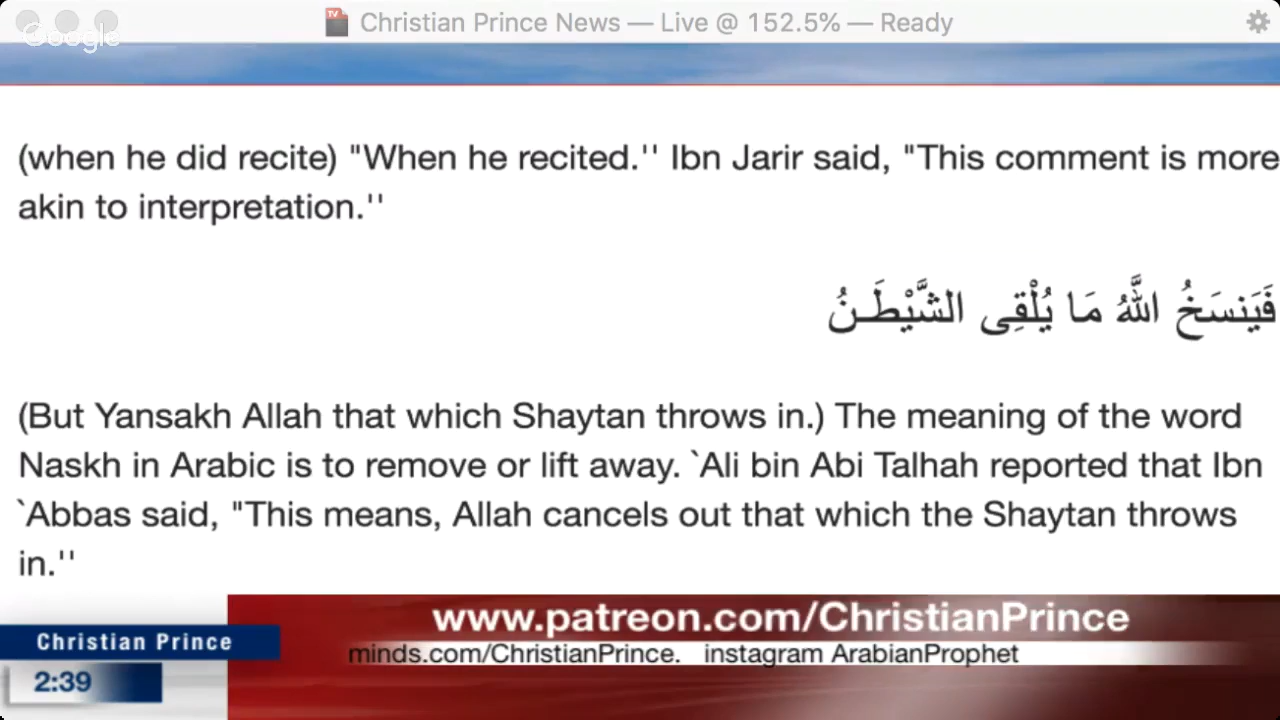 Christian Prince News — Live @ 152.5% — Ready
Google
(when he did recite) "When he recited.'' Ibn Jarir said, "This comment is more
akin to interpretation.''
فَيَنسَخُ اللَّهُ مَا يُلْقِى الشَّيْطَـنُ
(But Yansakh Allah that which Shaytan throws in.) The meaning of the word
Naskh in Arabic is to remove or lift away. `Ali bin Abi Talhah reported that Ibn
`Abbas said, "This means, Allah cancels out that which the Shaytan throws
in.''
www.patreon.com/ChristianPrince
Christian Prince
minds.com/ChristianPrince. instagram ArabianProphet
2:39